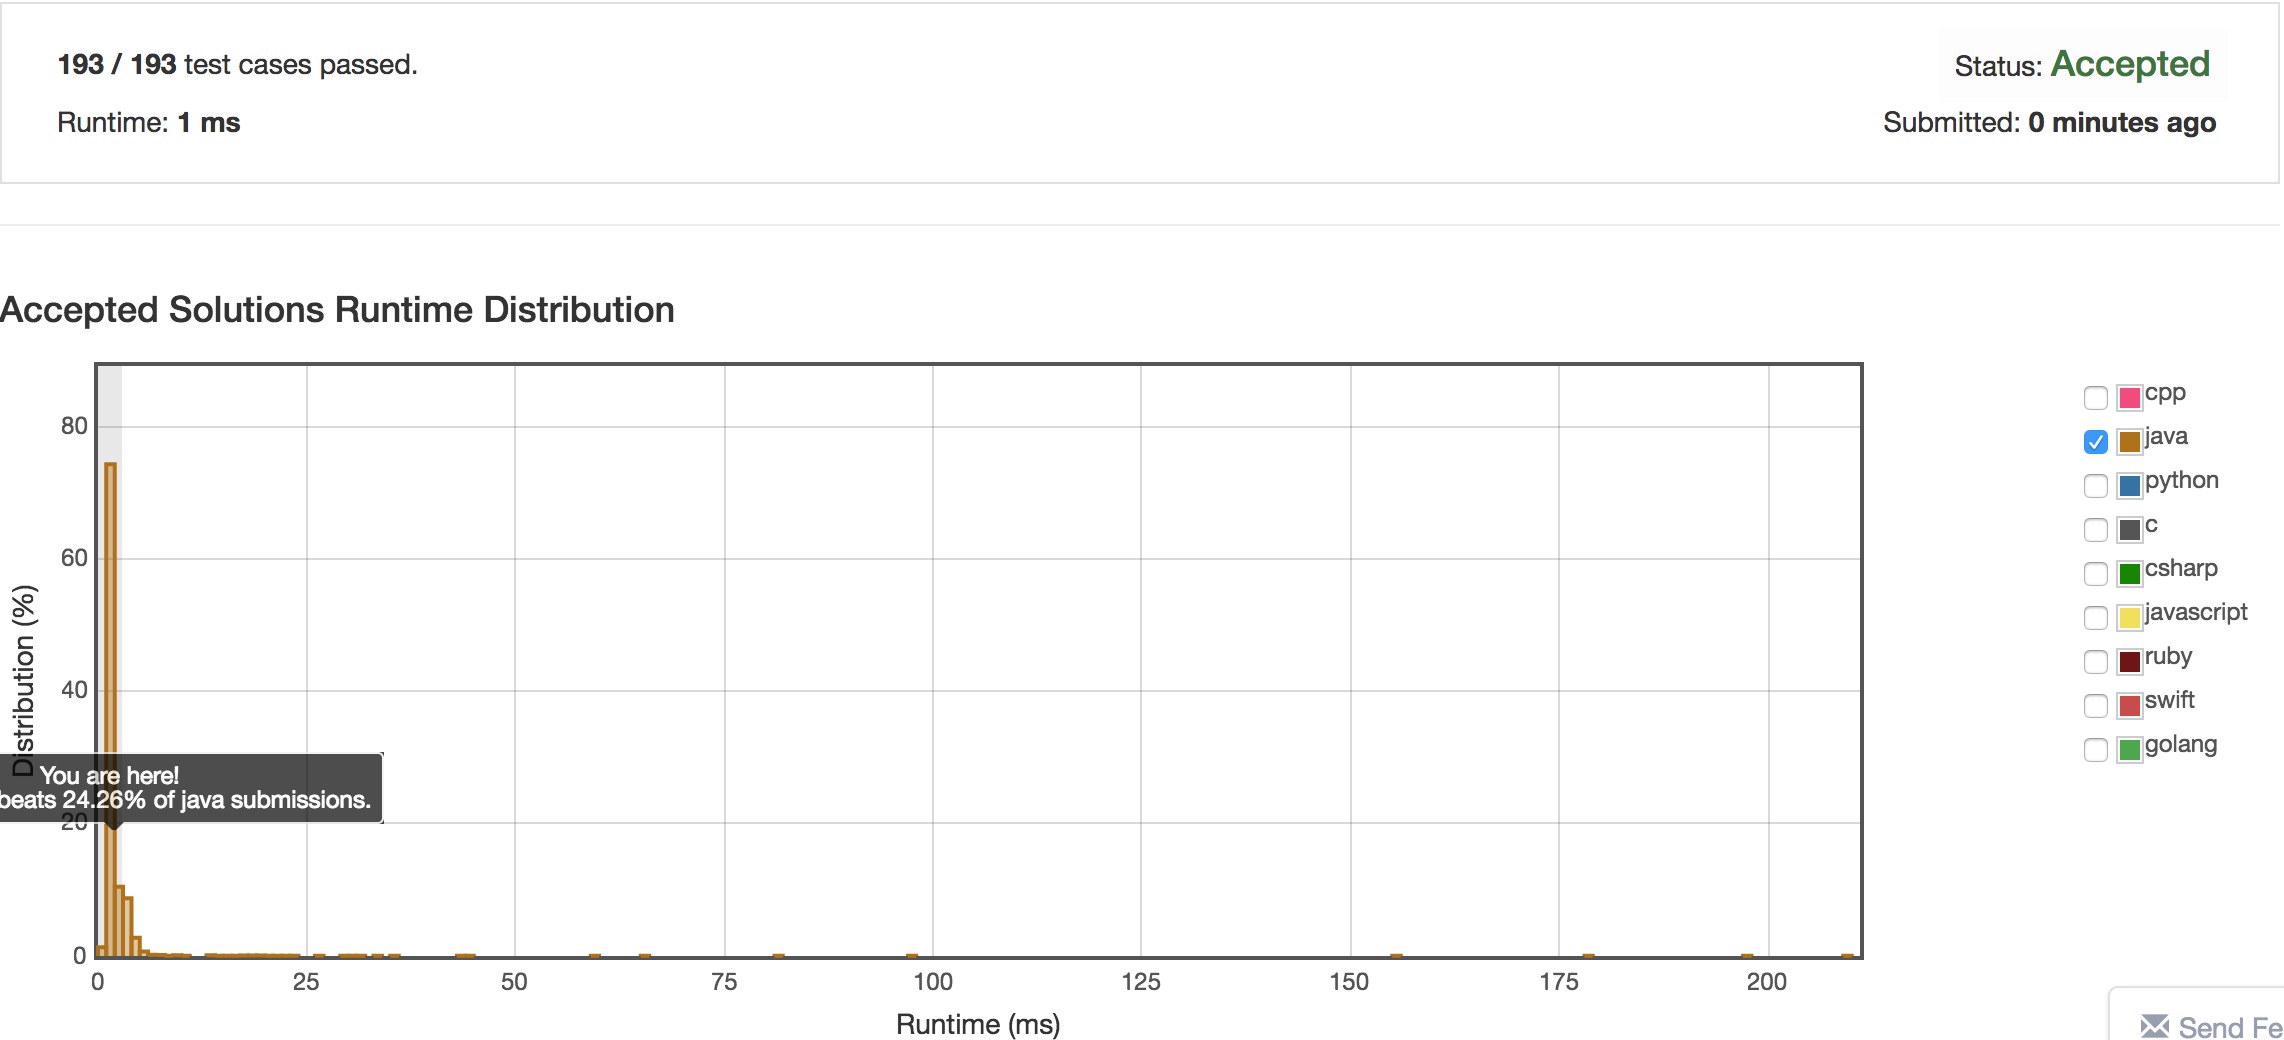 193 / 193 test cases passed.
Status: Accepted
Runtime: 1 ms
Submitted: 0 minutes ago
Accepted Solutions Runtime Distribution
80
60
40
20
0
Distribution (%)
You are here!
beats 24.26% of java submissions.
0 25 50 75 100 125 150 175 200
Runtime (ms)
cpp
java
python
c
csharp
javascript
ruby
swift
golang
Send Fe